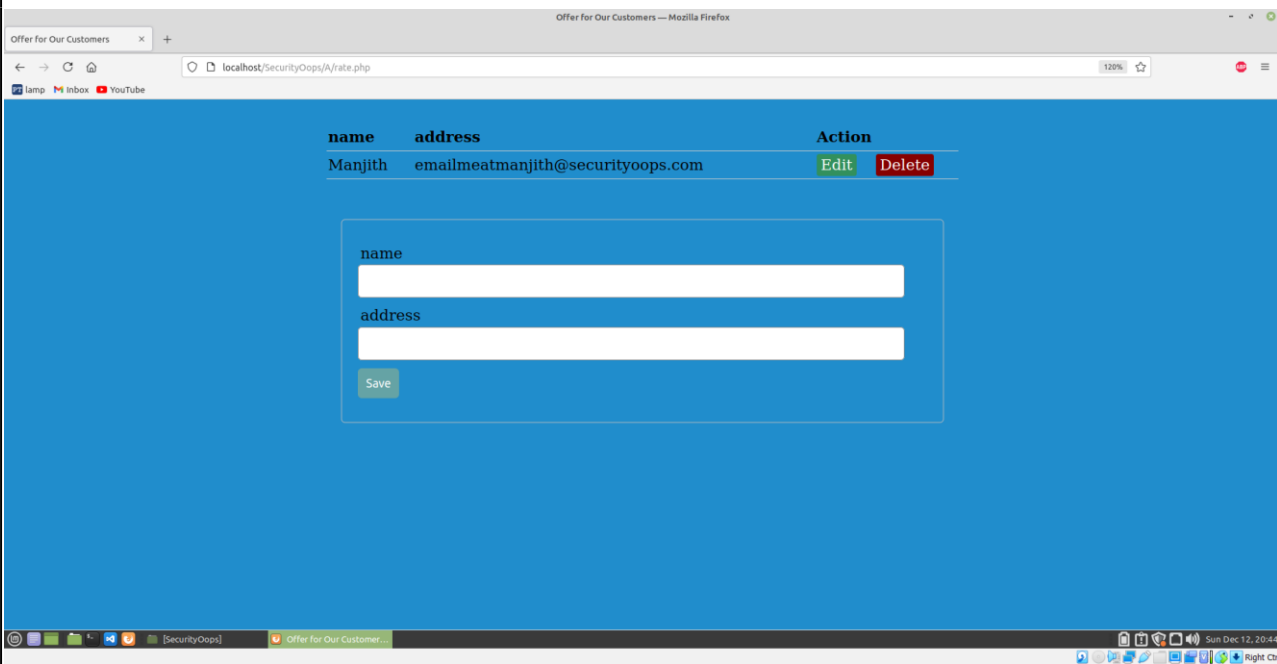 Offer for Our Customers — Mozilla Firefox
Offer for Our Customers
localhost/SecurityOops/A/rate.php
120%
ABP
lamp Inbox YouTube
name address Action
Manjith emailmeatmanjith@securityoops.com Edit Delete
name
address
Save
[SecurityOops] Offer for Our Customer... Sun Dec 12, 20:44
Right Ct